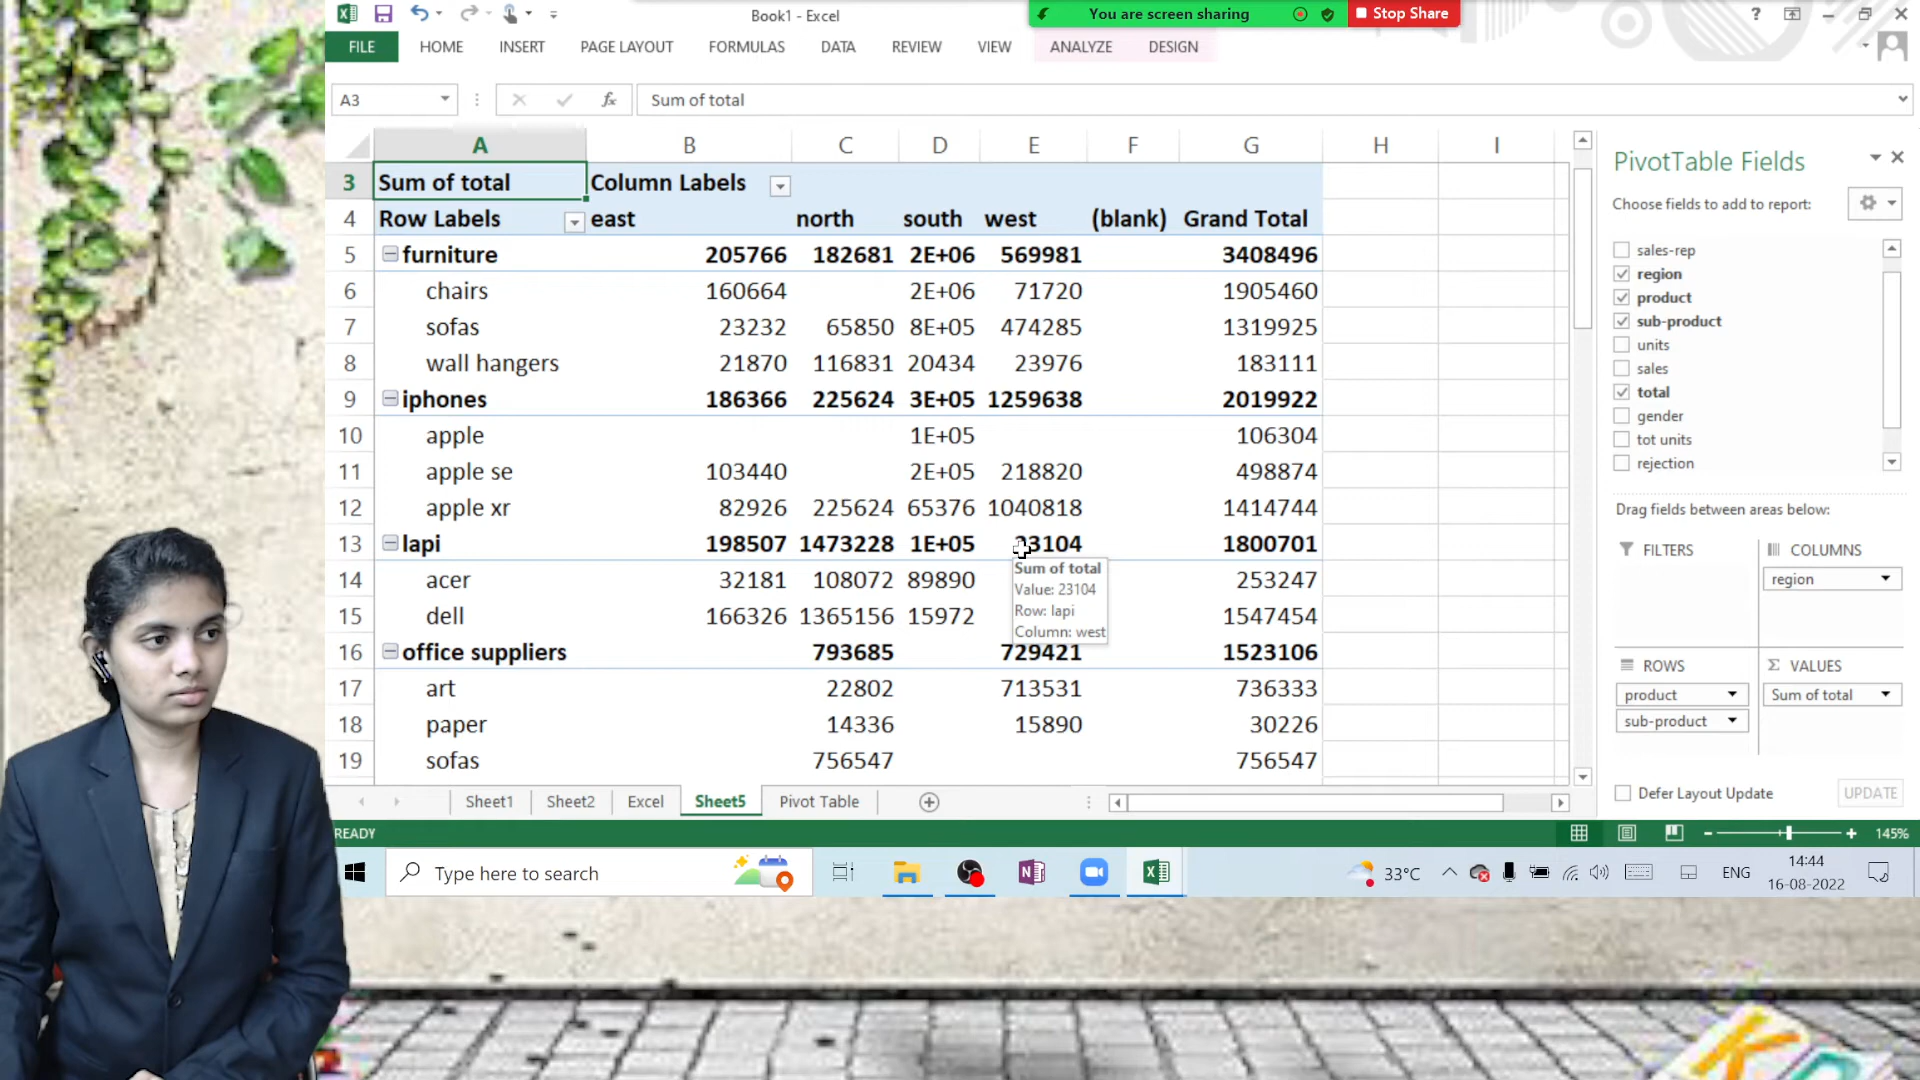 Book1 - Excel
You are screen sharing
Stop Share
FILE HOME INSERT PAGE LAYOUT FORMULAS DATA REVIEW VIEW ANALYZE DESIGN
A3 fx Sum of total
A B C D E F G H I
3 Sum of total Column Labels
4 Row Labels east north south west (blank) Grand Total
5 furniture 205766 182681 2E+06 569981 3408496
6 chairs 160664 2E+06 71720 1905460
7 sofas 23232 65850 8E+05 474285 1319925
8 wall hangers 21870 116831 20434 23976 183111
9 iphones 186366 225624 3E+05 1259638 2019922
10 apple 1E+05 106304
11 apple se 103440 2E+05 218820 498874
12 apple xr 82926 225624 65376 1040818 1414744
13 lapi 198507 1473228 1E+05 23104 1800701
14 acer 32181 108072 89890 253247
15 dell 166326 1365156 15972 1547454
16 office suppliers 793685 729421 1523106
17 art 22802 713531 736333
18 paper 14336 15890 30226
19 sofas 756547 756547
Sum of total
Value: 23104
Row: lapi
Column: west
Sheet1 Sheet2 Excel Sheet5 Pivot Table
READY
145%
PivotTable Fields
Choose fields to add to report:
sales-rep
region
product
sub-product
units
sales
total
gender
tot units
rejection
Drag fields between areas below:
FILTERS COLUMNS
region
ROWS Σ VALUES
product Sum of total
sub-product
Defer Layout Update UPDATE
Type here to search
33°C
ENG
14:44
16-08-2022